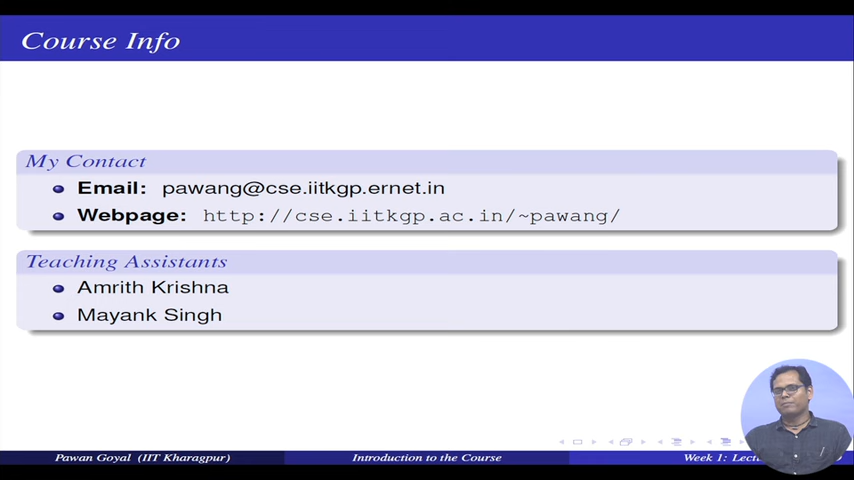 Course Info
My Contact
Email: pawang@cse.iitkgp.ernet.in
Webpage: http://cse.iitkgp.ac.in/~pawang/
Teaching Assistants
Amrith Krishna
Mayank Singh
Pawan Goyal (IIT Kharagpur) Introduction to the Course Week 1: